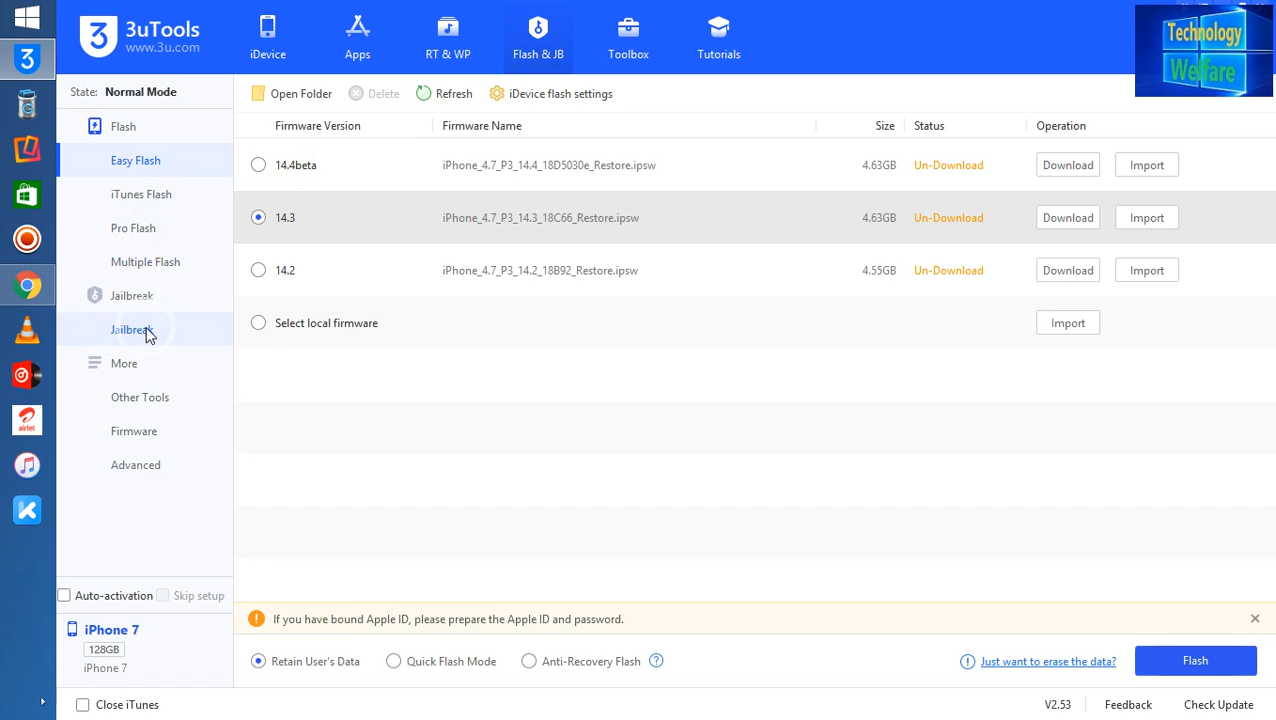 3uTools
www.3u.com
iDevice
Apps
RT & WP
Flash & JB
Toolbox
Tutorials
Technology
Welfare
State: Normal Mode
Open Folder
Delete
Refresh
iDevice flash settings
Flash
Easy Flash
iTunes Flash
Pro Flash
Multiple Flash
Jailbreak
Jailbreak
More
Other Tools
Firmware
Advanced
Firmware Version Firmware Name Size Status Operation
14.4beta iPhone_4.7_P3_14.4_18D5030e_Restore.ipsw 4.63GB Un-Download Download Import
14.3 iPhone_4.7_P3_14.3_18C66_Restore.ipsw 4.63GB Un-Download Download Import
14.2 iPhone_4.7_P3_14.2_18B92_Restore.ipsw 4.55GB Un-Download Download Import
Select local firmware Import
Auto-activation Skip setup
iPhone 7
128GB
iPhone 7
If you have bound Apple ID, please prepare the Apple ID and password.
Retain User's Data Quick Flash Mode Anti-Recovery Flash ? Just want to erase the data? Flash
Close iTunes V2.53 Feedback Check Update
airtel